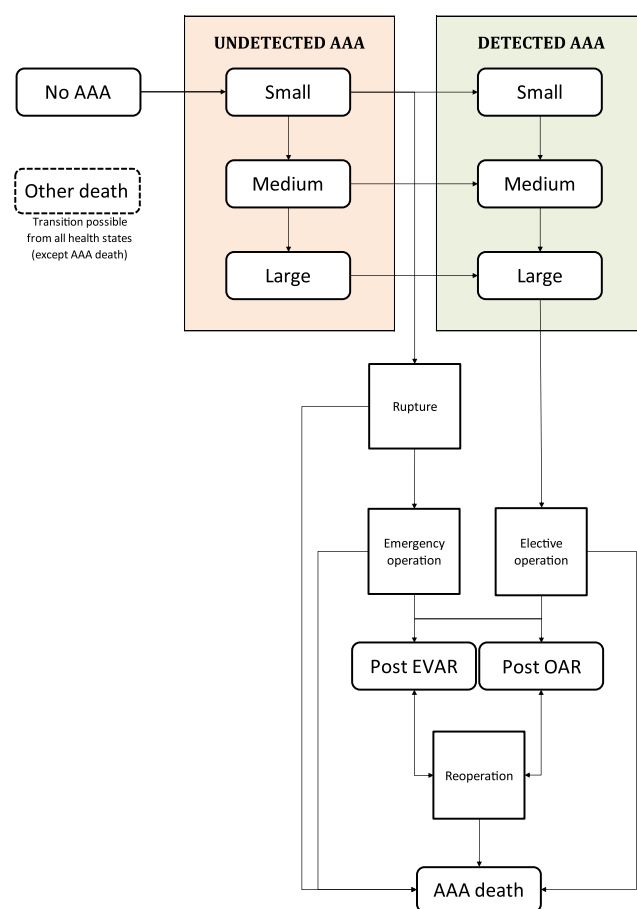 UNDETECTED AAA
DETECTED AAA
No AAA
Small
Small
Other death
Transition possible
from all health states
(except AAA death)
Medium
Medium
Large
Large
Rupture
Emergency
operation
Elective
operation
Post EVAR
Post OAR
Reoperation
AAA death